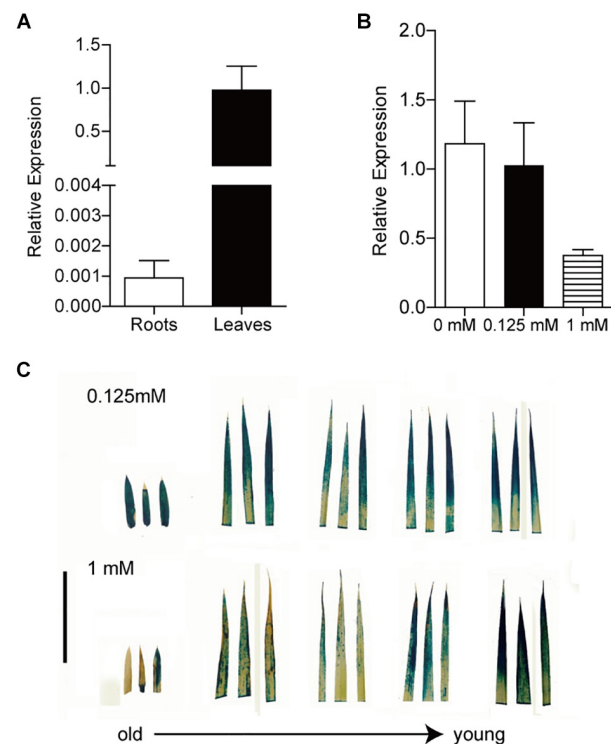 A
Relative Expression
1.5
1.0
0.5
0.004
0.003
0.002
0.001
0.000
Roots
Leaves
B
Relative Expression
2.0
1.5
1.0
0.5
0.0
0 mM
0.125 mM
1 mM
C
0.125mM
1 mM
old
young